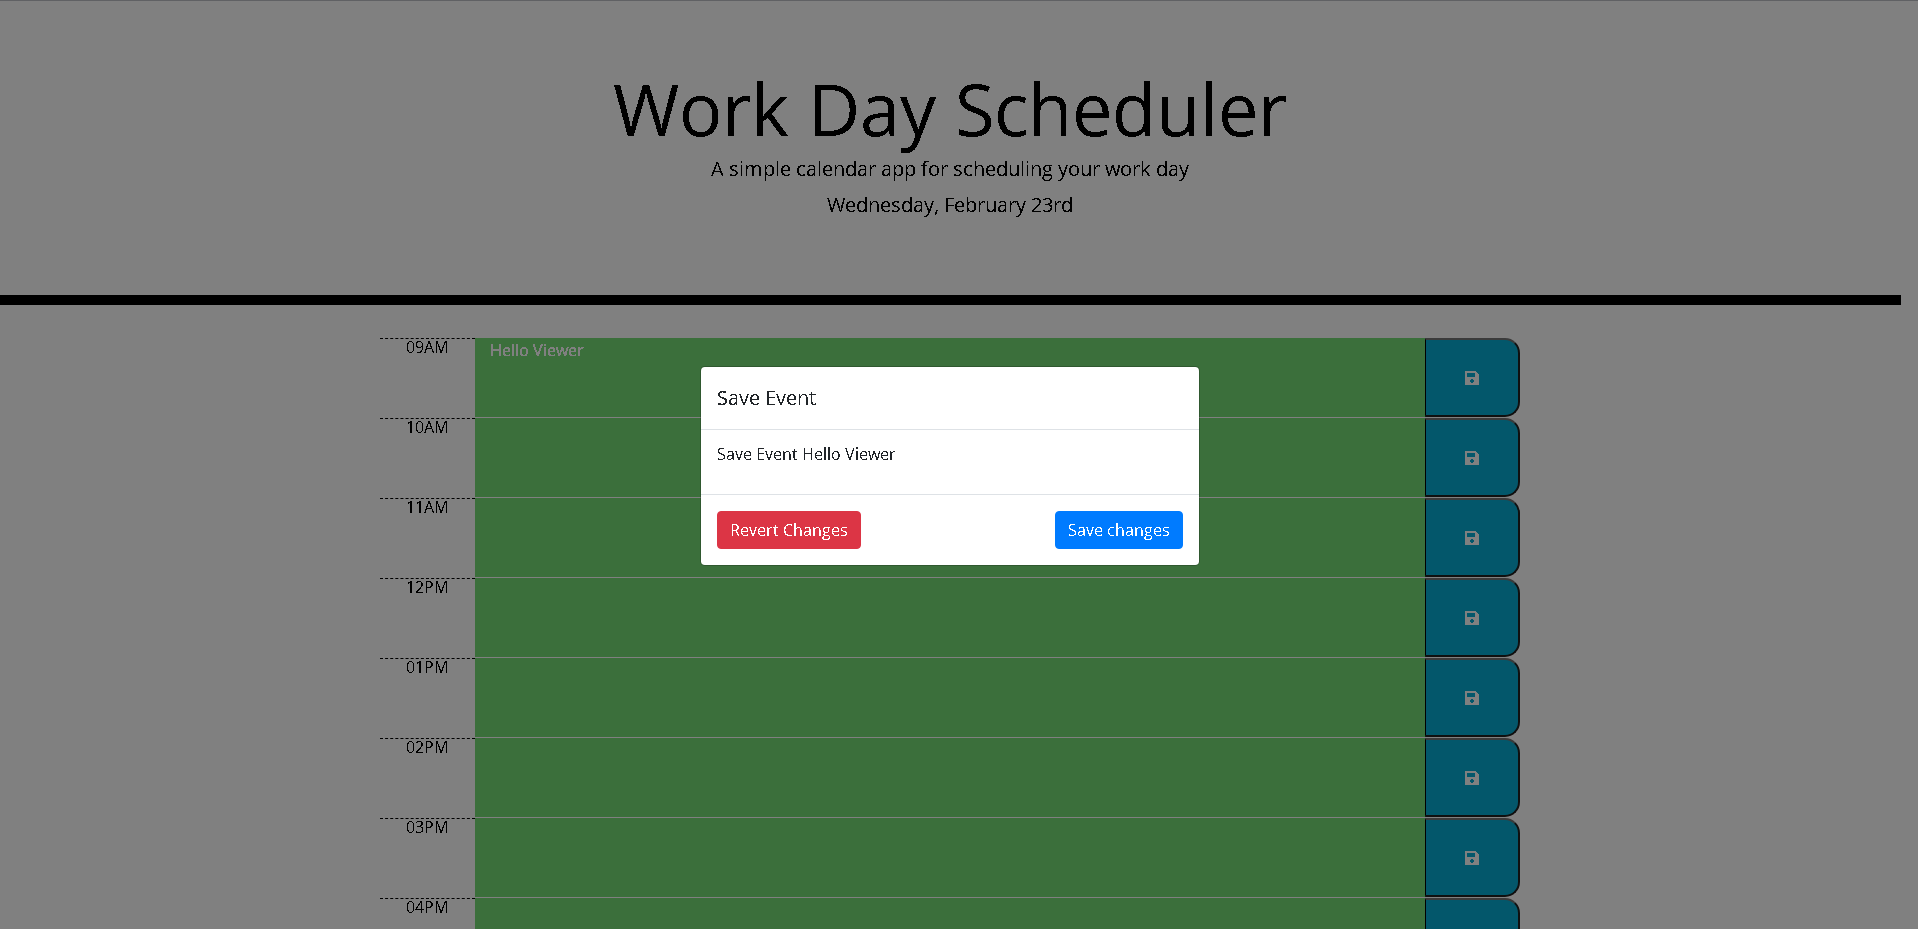 Work Day Scheduler
A simple calendar app for scheduling your work day
Wednesday, February 23rd
09AM
Hello Viewer
Save Event
10AM
Save Event Hello Viewer
11AM
Revert Changes
Save changes
12PM
01PM
02PM
03PM
04PM